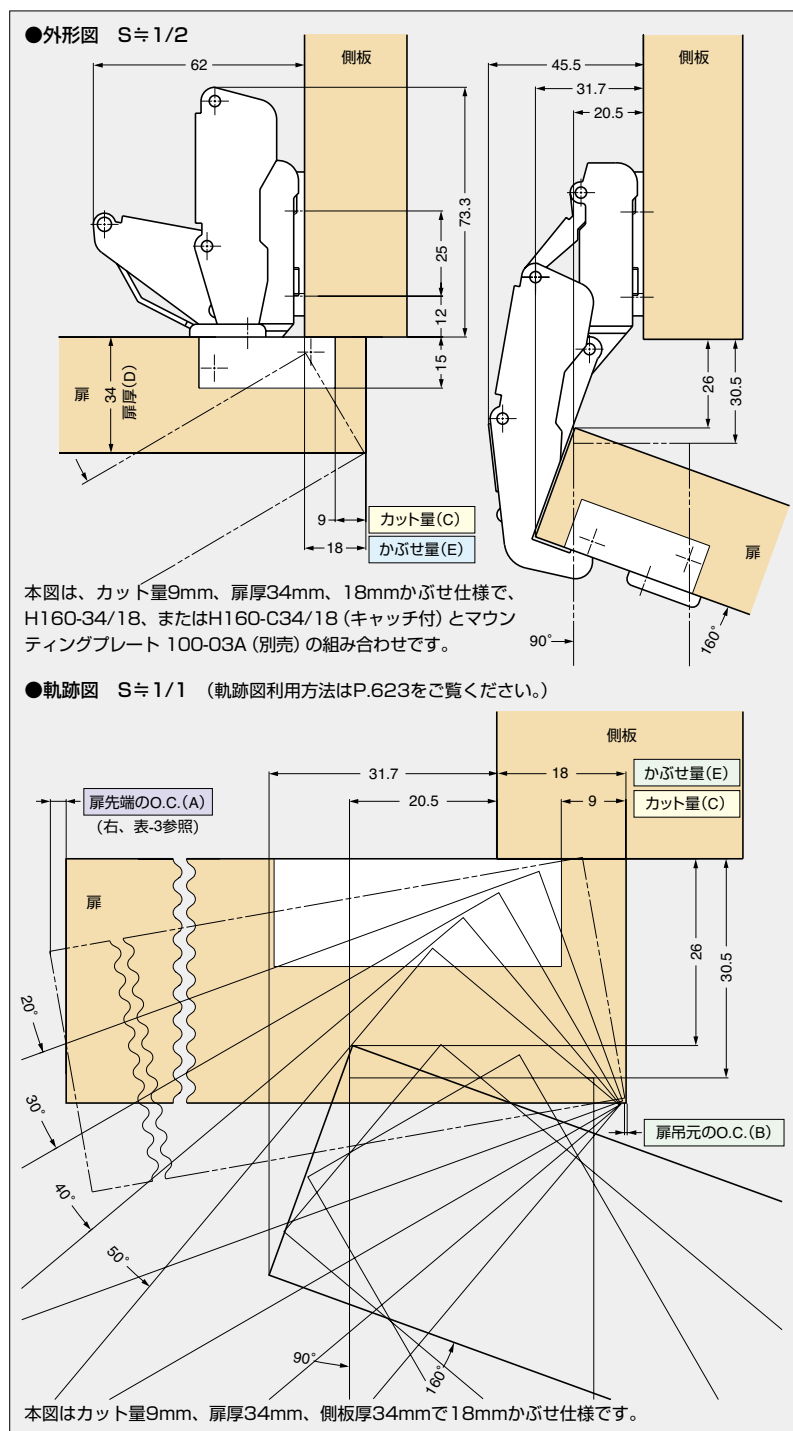 ●外形図 S≒1/2
62
側板
73.3
25
12
15
扉
34
扉厚(D)
9
カット量(C)
18
かぶせ量(E)
45.5
側板
31.7
20.5
26
30.5
扉
90°
160°
本図は、カット量9mm、扉厚34mm、18mmかぶせ仕様で、
H160-34/18、またはH160-C34/18(キャッチ付)とマウン
ティングプレート 100-03A(別売)の組み合わせです。
●軌跡図 S≒1/1 (軌跡図利用方法はP.623をご覧ください。)
側板
31.7
18
かぶせ量(E)
扉先端のO.C.(A)
20.5
9
カット量(C)
(右、表-3参照)
扉
26
30.5
20°
30°
扉吊元のO.C.(B)
40°
50°
90°
160°
本図はカット量9mm、扉厚34mm、側板厚34mmで18mmかぶせ仕様です。